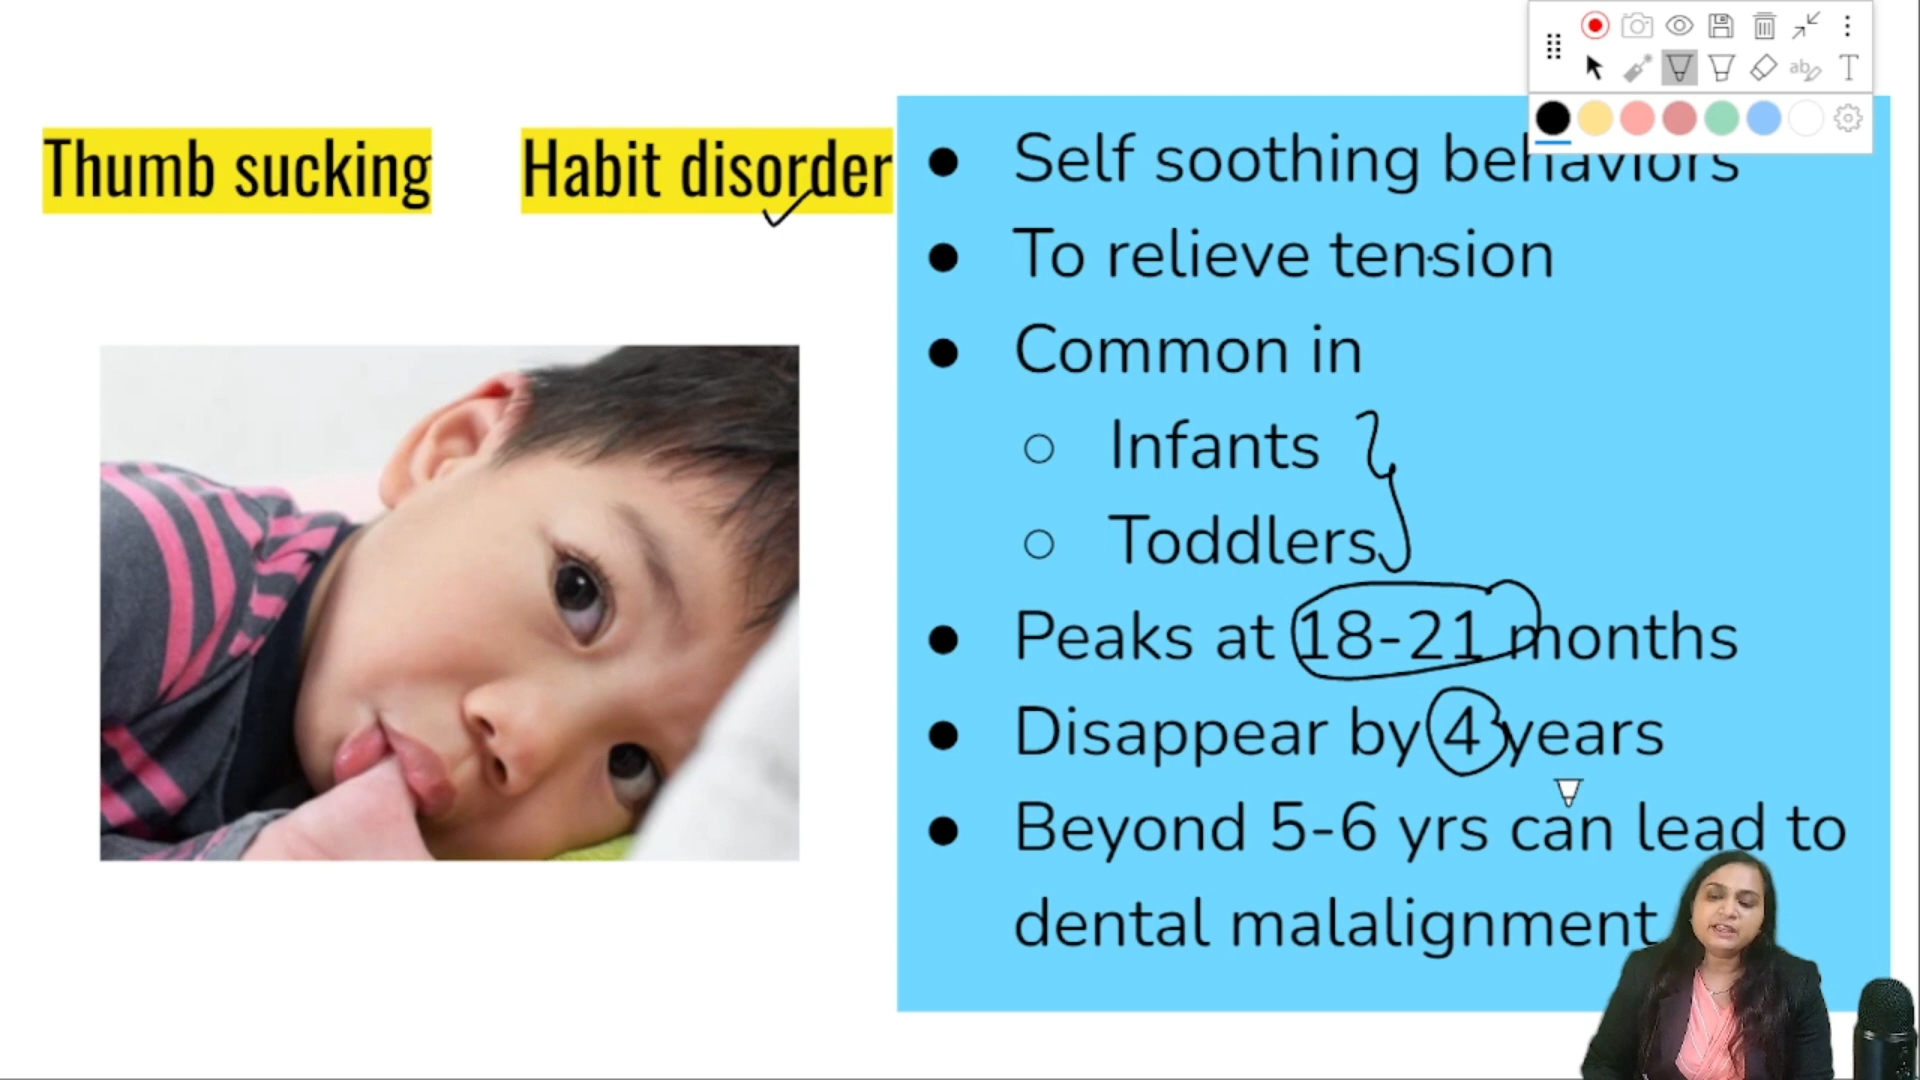 Thumb sucking
Habit disorder
● Self soothing behaviors
● To relieve tension
● Common in
○ Infants
○ Toddlers
● Peaks at 18-21 months
● Disappear by 4 years
● Beyond 5-6 yrs can lead to
dental malalignment